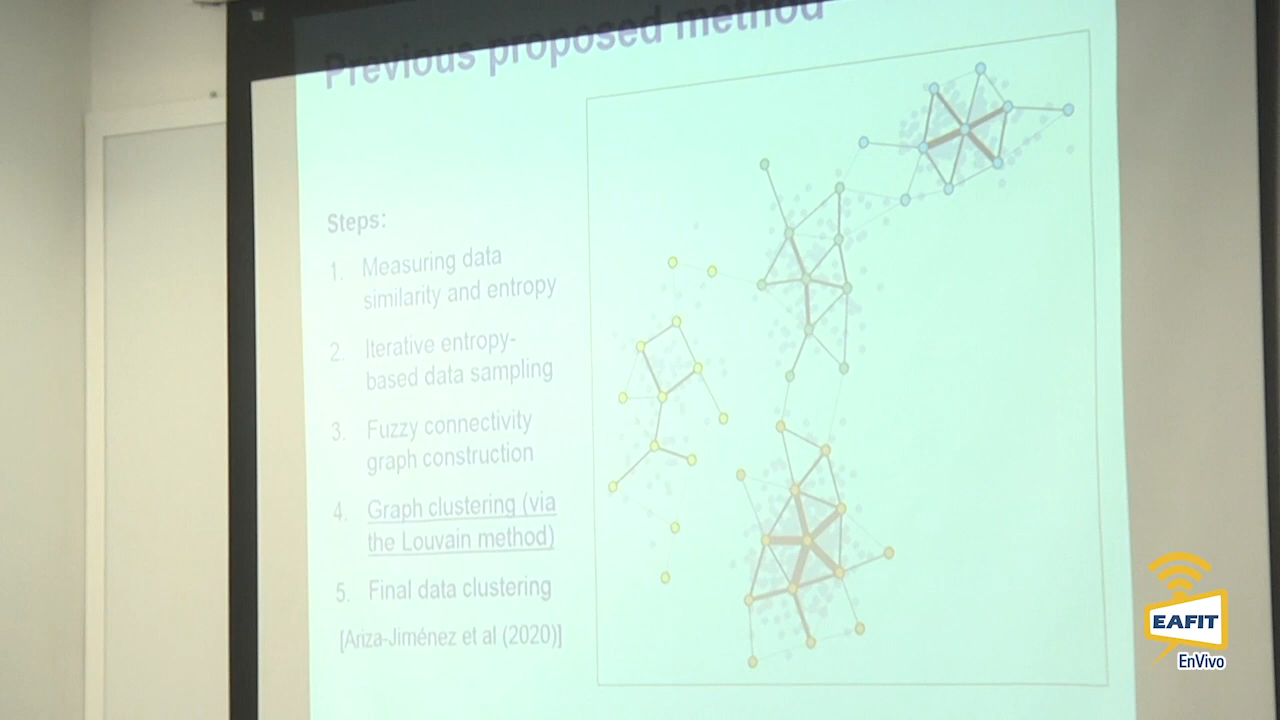 Previous proposed method
Steps:
1. Measuring data
similarity and entropy
2. Iterative entropy-
based data sampling
3. Fuzzy connectivity
graph construction
4. Graph clustering (via
the Louvain method)
5. Final data clustering
[Ariza-Jiménez et al (2020)]
EAFIT
EnVivo